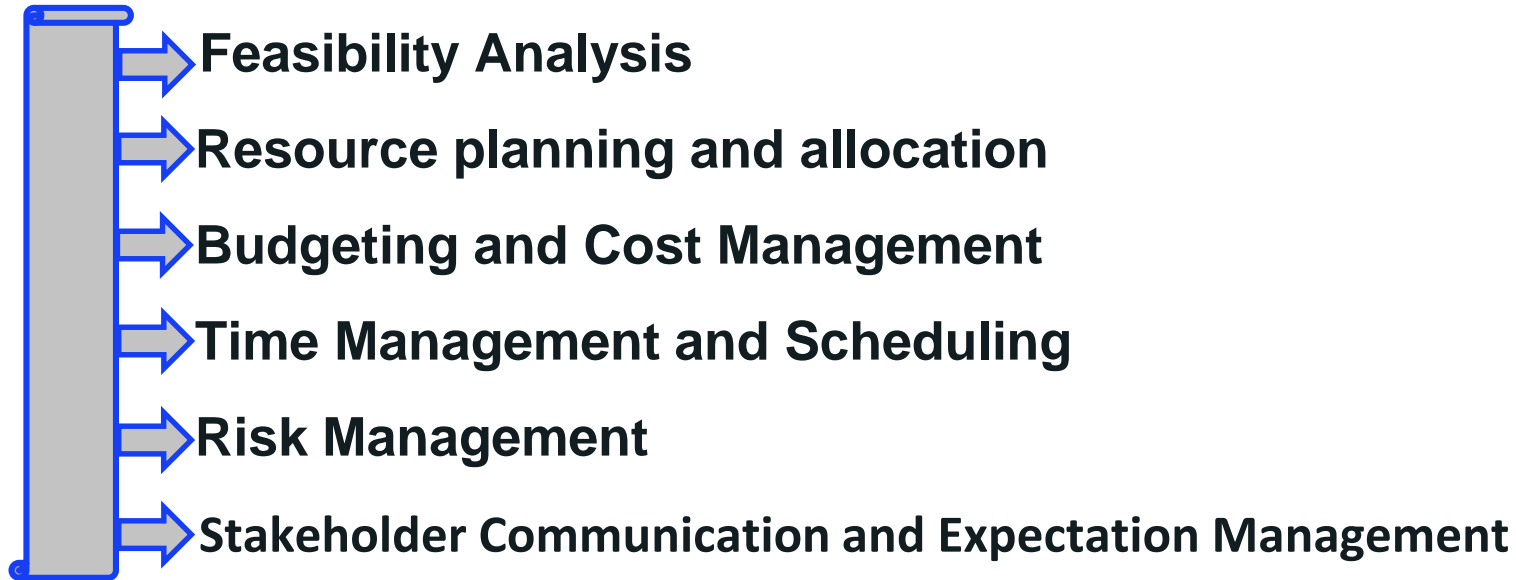 Feasibility Analysis
Resource planning and allocation
Budgeting and Cost Management
Time Management and Scheduling
Risk Management
Stakeholder Communication and Expectation Management